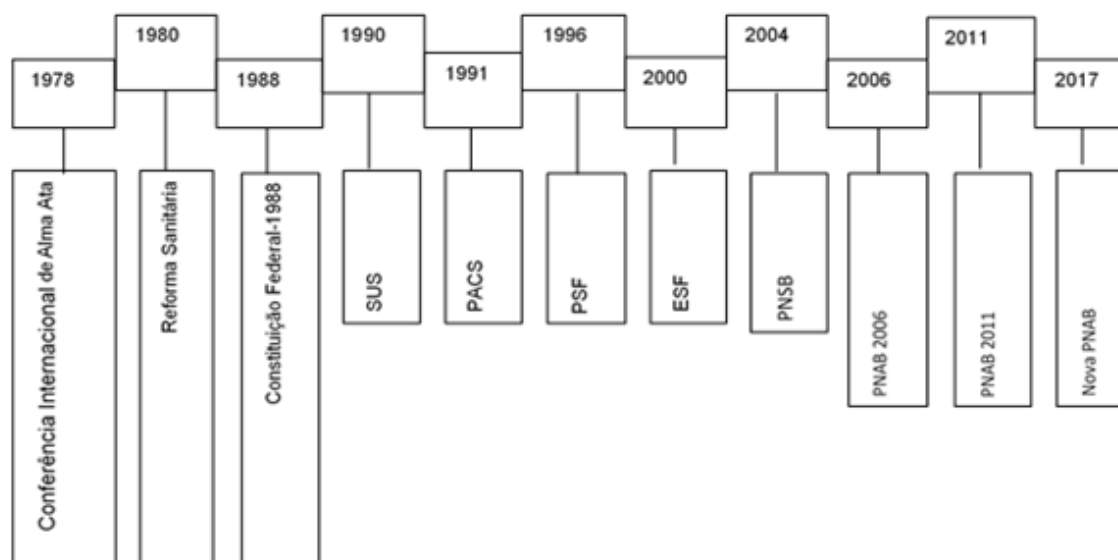 1978
1980
1988
1990
1991
1996
2000
2004
2006
2011
2017
Conferência Internacional de Alma Ata
Reforma Sanitária
Constituição Federal-1988
SUS
PACS
PSF
ESF
PNSB
PNAB 2006
PNAB 2011
Nova PNAB